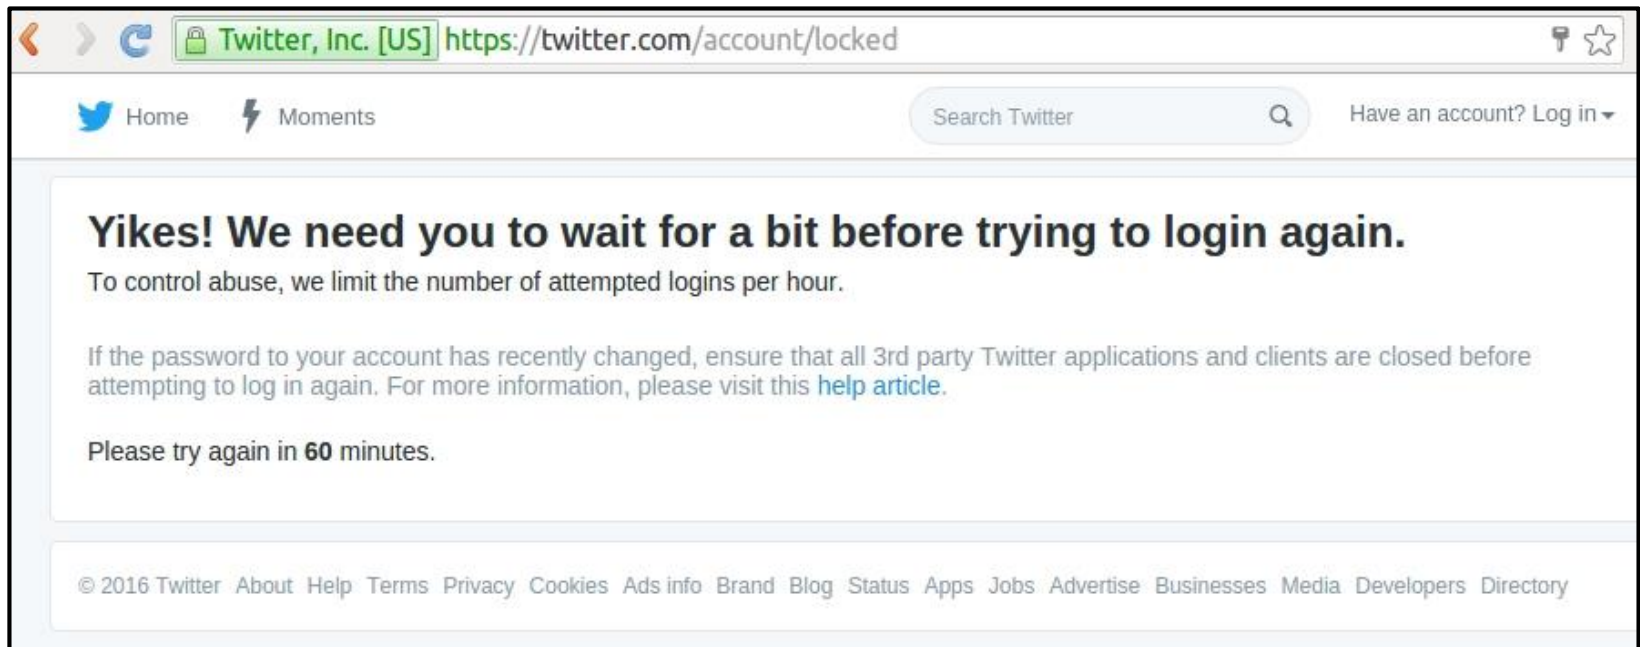 Twitter, Inc. [US] https://twitter.com/account/locked
Home Moments Search Twitter Have an account? Log in
Yikes! We need you to wait for a bit before trying to login again.
To control abuse, we limit the number of attempted logins per hour.
If the password to your account has recently changed, ensure that all 3rd party Twitter applications and clients are closed before
attempting to log in again. For more information, please visit this help article.
Please try again in 60 minutes.
© 2016 Twitter About Help Terms Privacy Cookies Ads info Brand Blog Status Apps Jobs Advertise Businesses Media Developers Directory